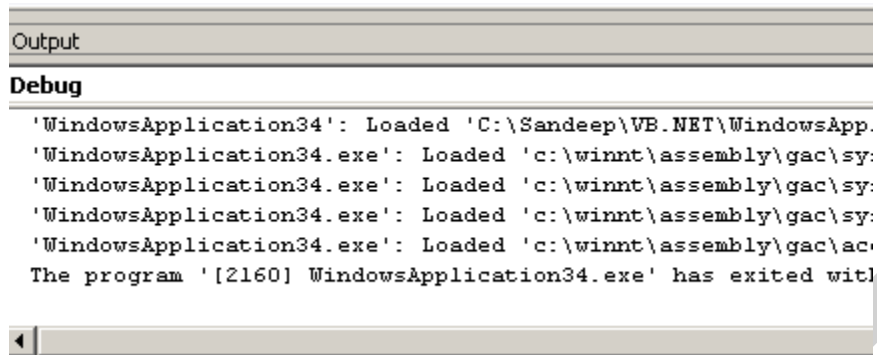 Output
Debug
'WindowsApplication34': Loaded 'C:\Sandeep\VB.NET\WindowsApp
'WindowsApplication34.exe': Loaded 'c:\winnt\assembly\gac\sy
'WindowsApplication34.exe': Loaded 'c:\winnt\assembly\gac\sy
'WindowsApplication34.exe': Loaded 'c:\winnt\assembly\gac\sy
'WindowsApplication34.exe': Loaded 'c:\winnt\assembly\gac\ac
The program '[2160] WindowsApplication34.exe' has exited with